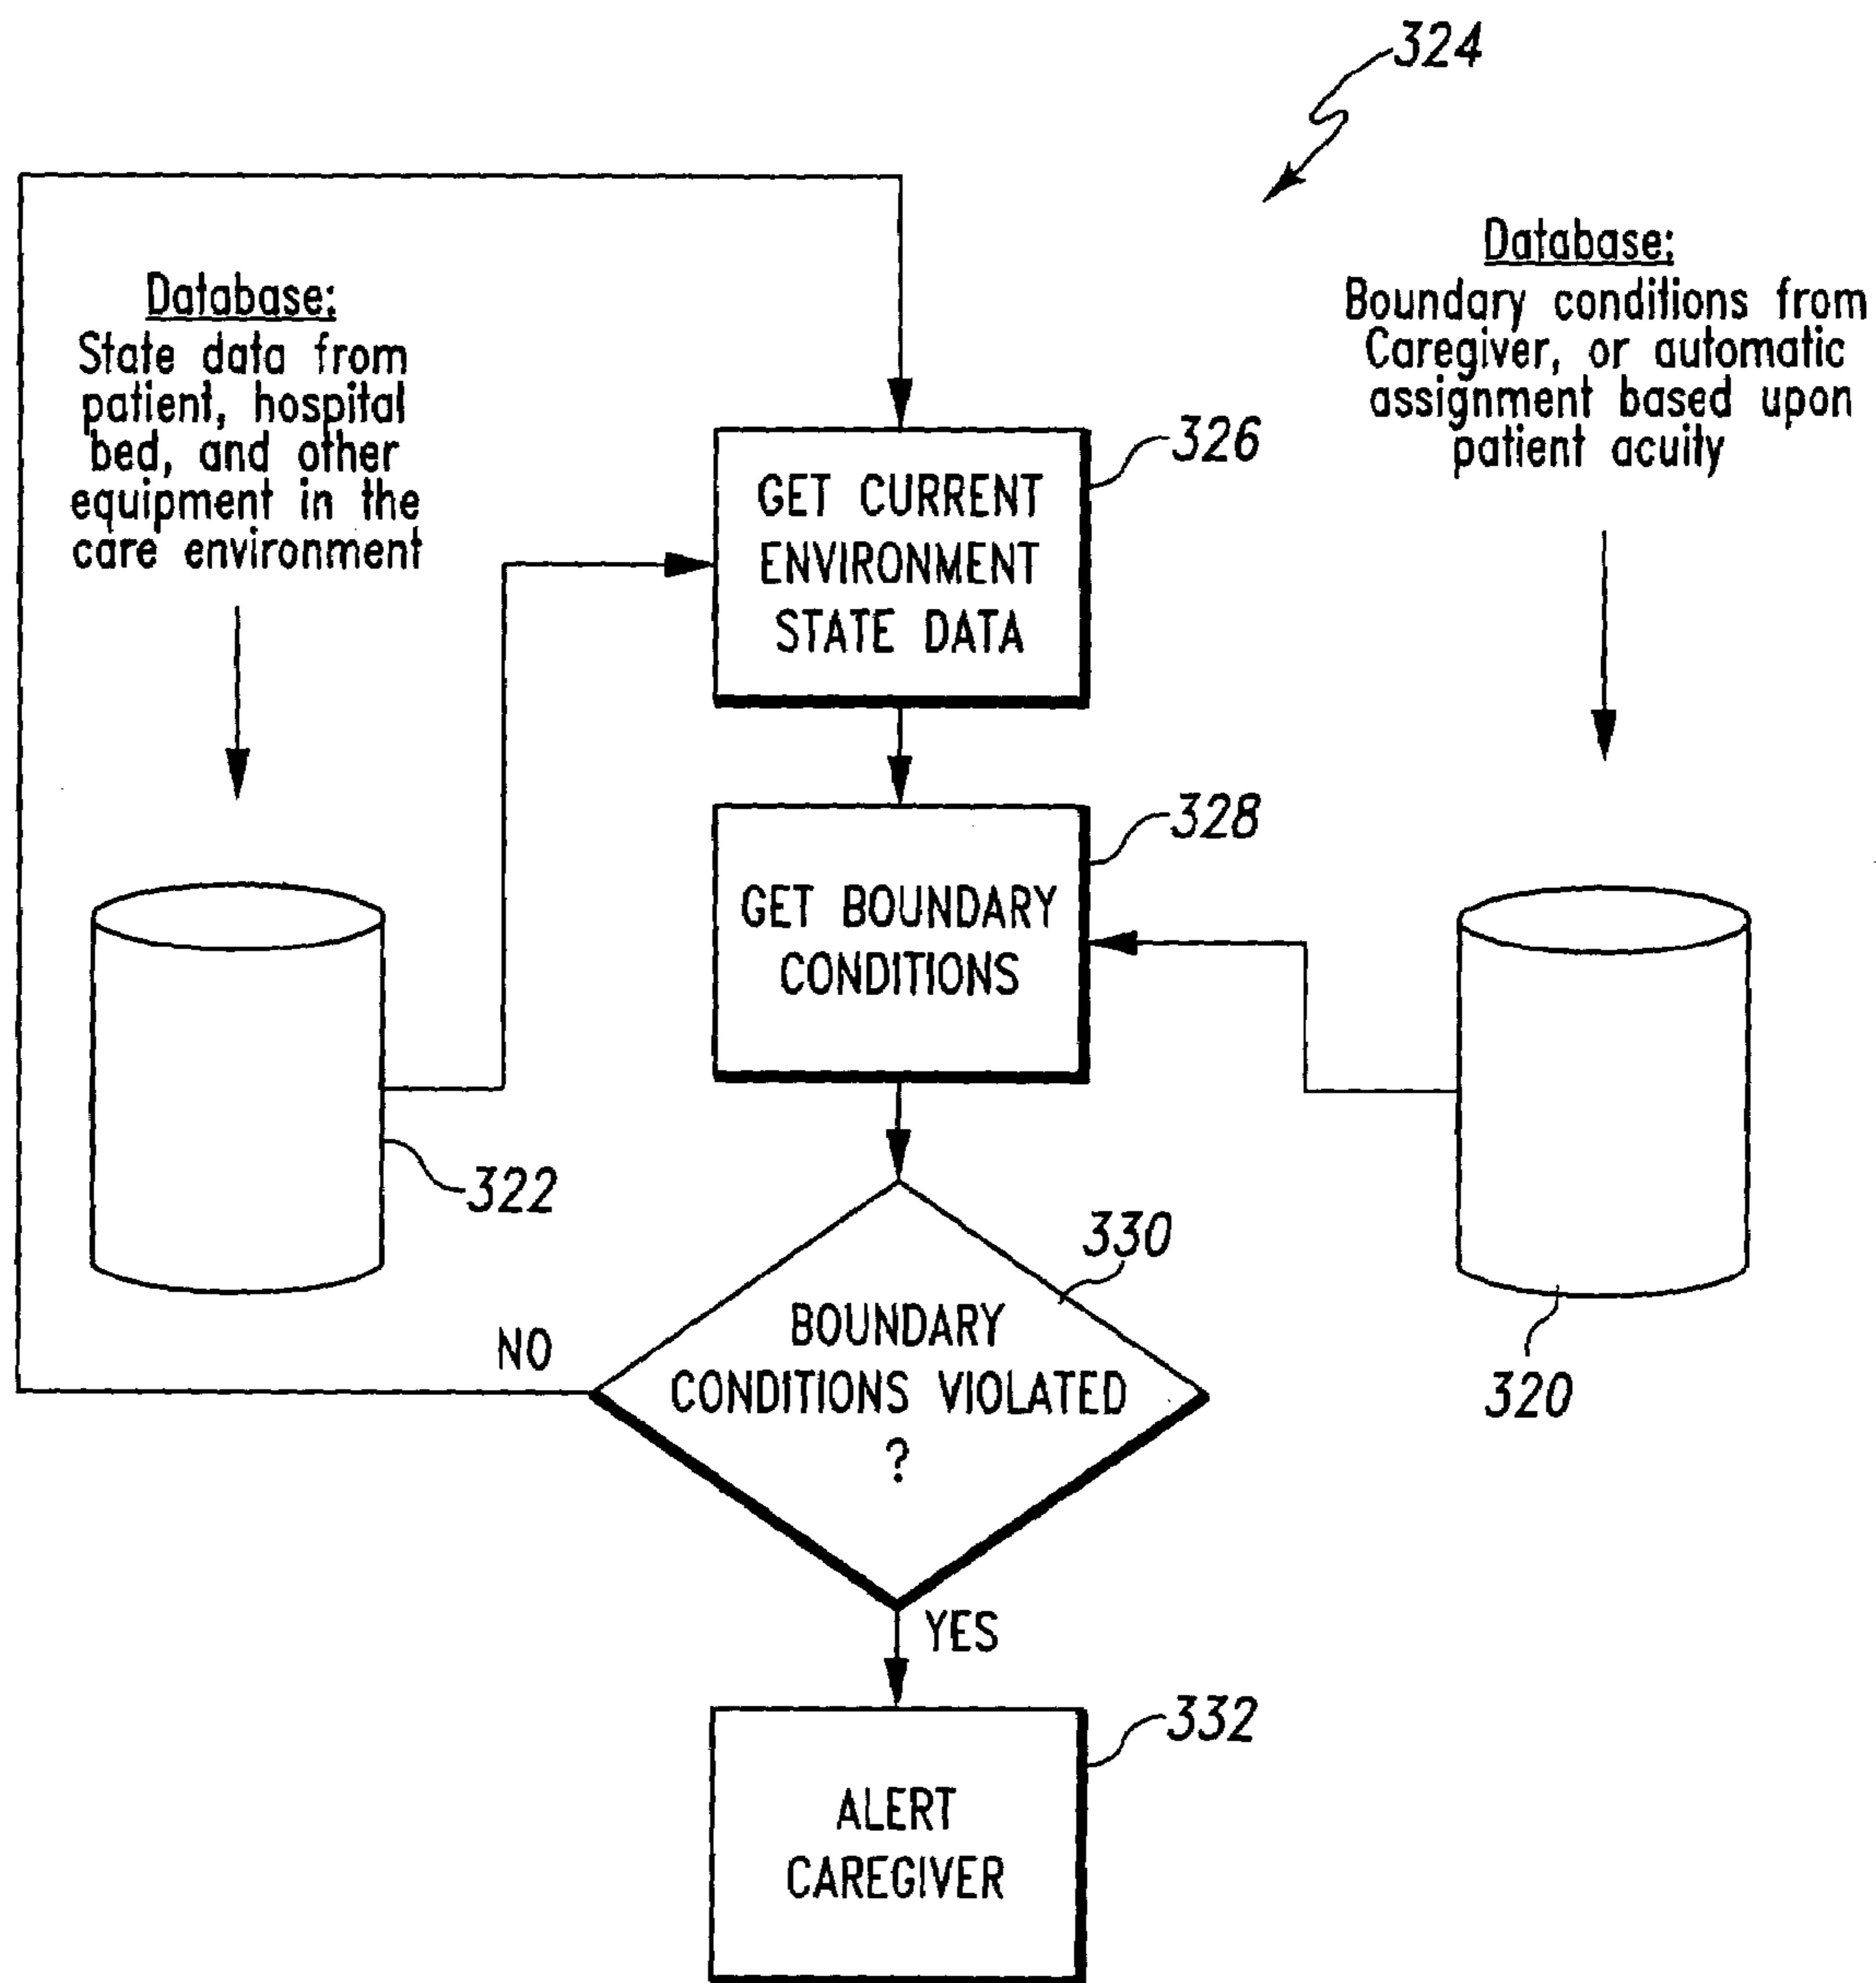 324
Database:
State data from
patient, hospital
bed, and other
equipment in the
care environment
Database:
Boundary conditions from
Caregiver, or automatic
assignment based upon
patient acuity
326
GET CURRENT
ENVIRONMENT
STATE DATA
328
GET BOUNDARY
CONDITIONS
322
330
320
NO
BOUNDARY
CONDITIONS VIOLATED
?
YES
332
ALERT
CAREGIVER